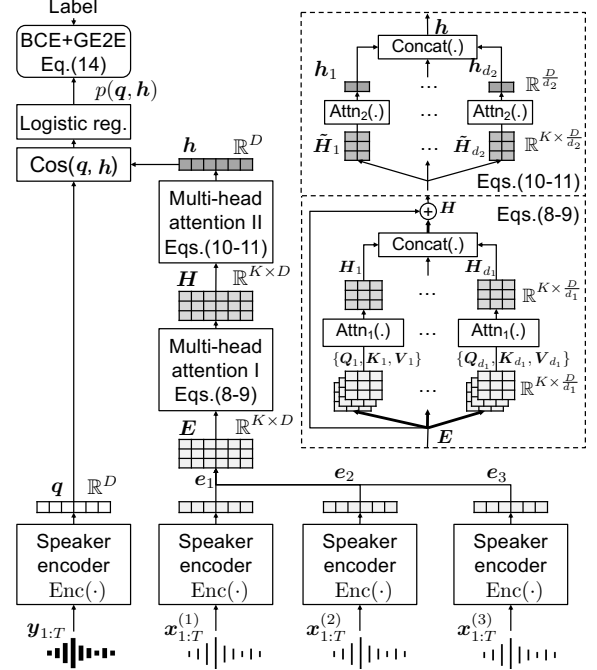 Label
BCE+GE2E
Eq.(14)
p(q, h)
Logistic reg.
Cos(q, h)
h ℝ^D
Multi-head
attention II
Eqs.(10-11)
H ℝ^{K×D}
Multi-head
attention I
Eqs.(8-9)
E ℝ^{K×D}
q ℝ^D
e_1 e_2 e_3
Speaker
encoder
Enc(·)
Speaker
encoder
Enc(·)
Speaker
encoder
Enc(·)
Speaker
encoder
Enc(·)
y_{1:T} x_{1:T}^{(1)} x_{1:T}^{(2)} x_{1:T}^{(3)}
h
Concat(.)
h_1 ... h_{d_2} ℝ^{D/d_2}
Attn_2(.) ... Attn_2(.)
H̃_1 ... H̃_{d_2} ℝ^{K×D/d_2}
Eqs.(10-11)
+ H Eqs.(8-9)
Concat(.)
H_1 ... H_{d_1} ℝ^{K×D/d_1}
Attn_1(.) ... Attn_1(.)
{Q_1, K_1, V_1} {Q_{d_1}, K_{d_1}, V_{d_1}}
... ℝ^{K×D/d_1}
E